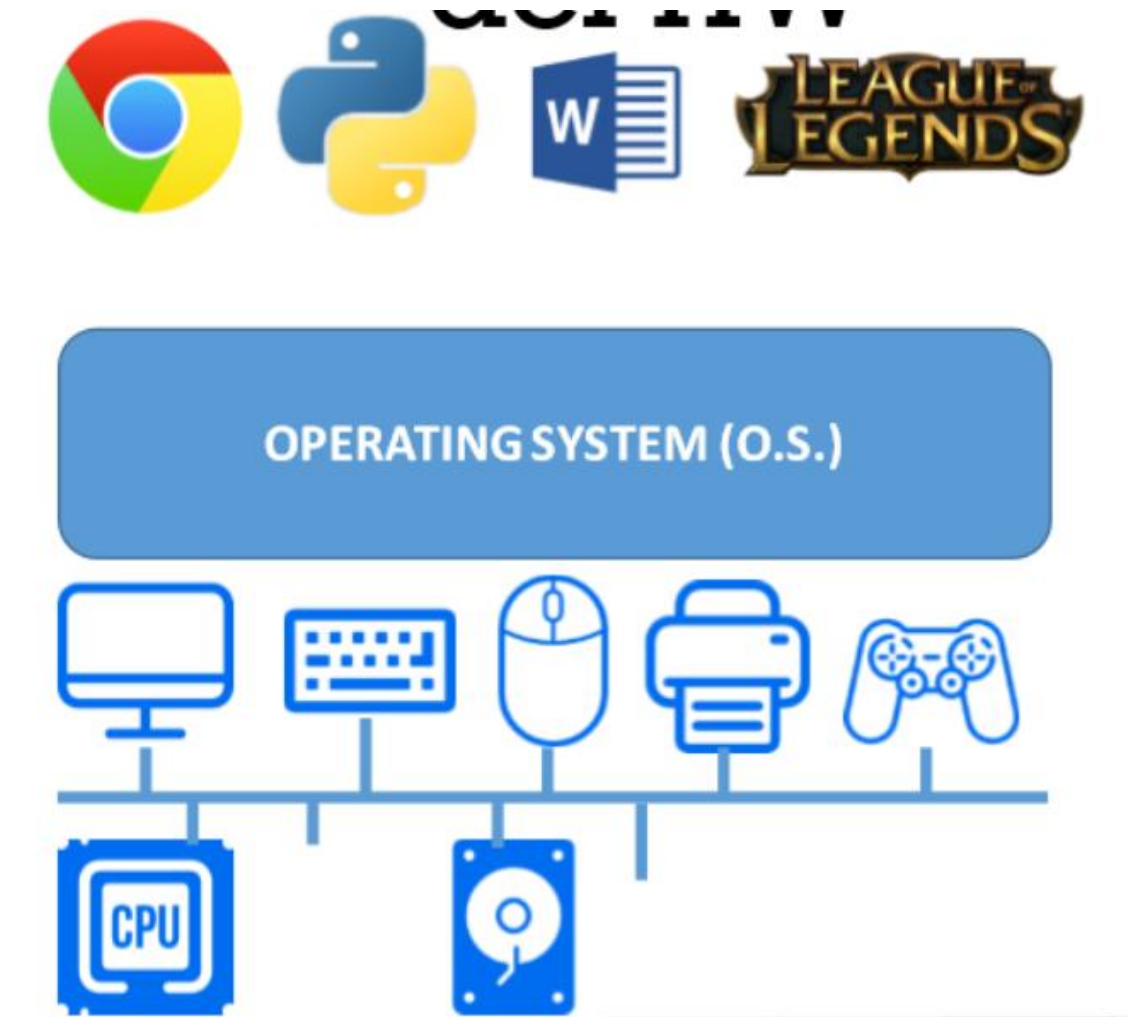 W
LEAGUE OF
LEGENDS
OPERATING SYSTEM (O.S.)
CPU